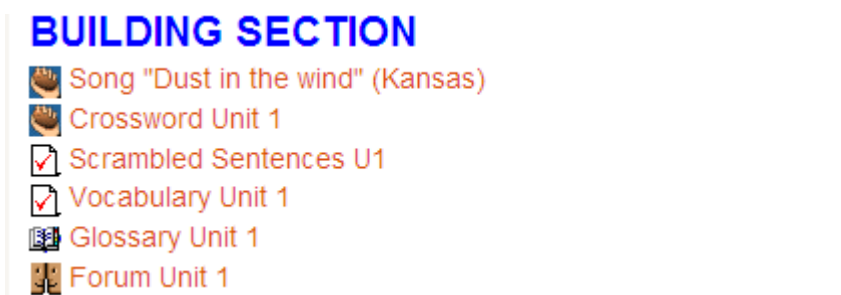 BUILDING SECTION
Song "Dust in the wind" (Kansas)
Crossword Unit 1
Scrambled Sentences U1
Vocabulary Unit 1
Glossary Unit 1
Forum Unit 1